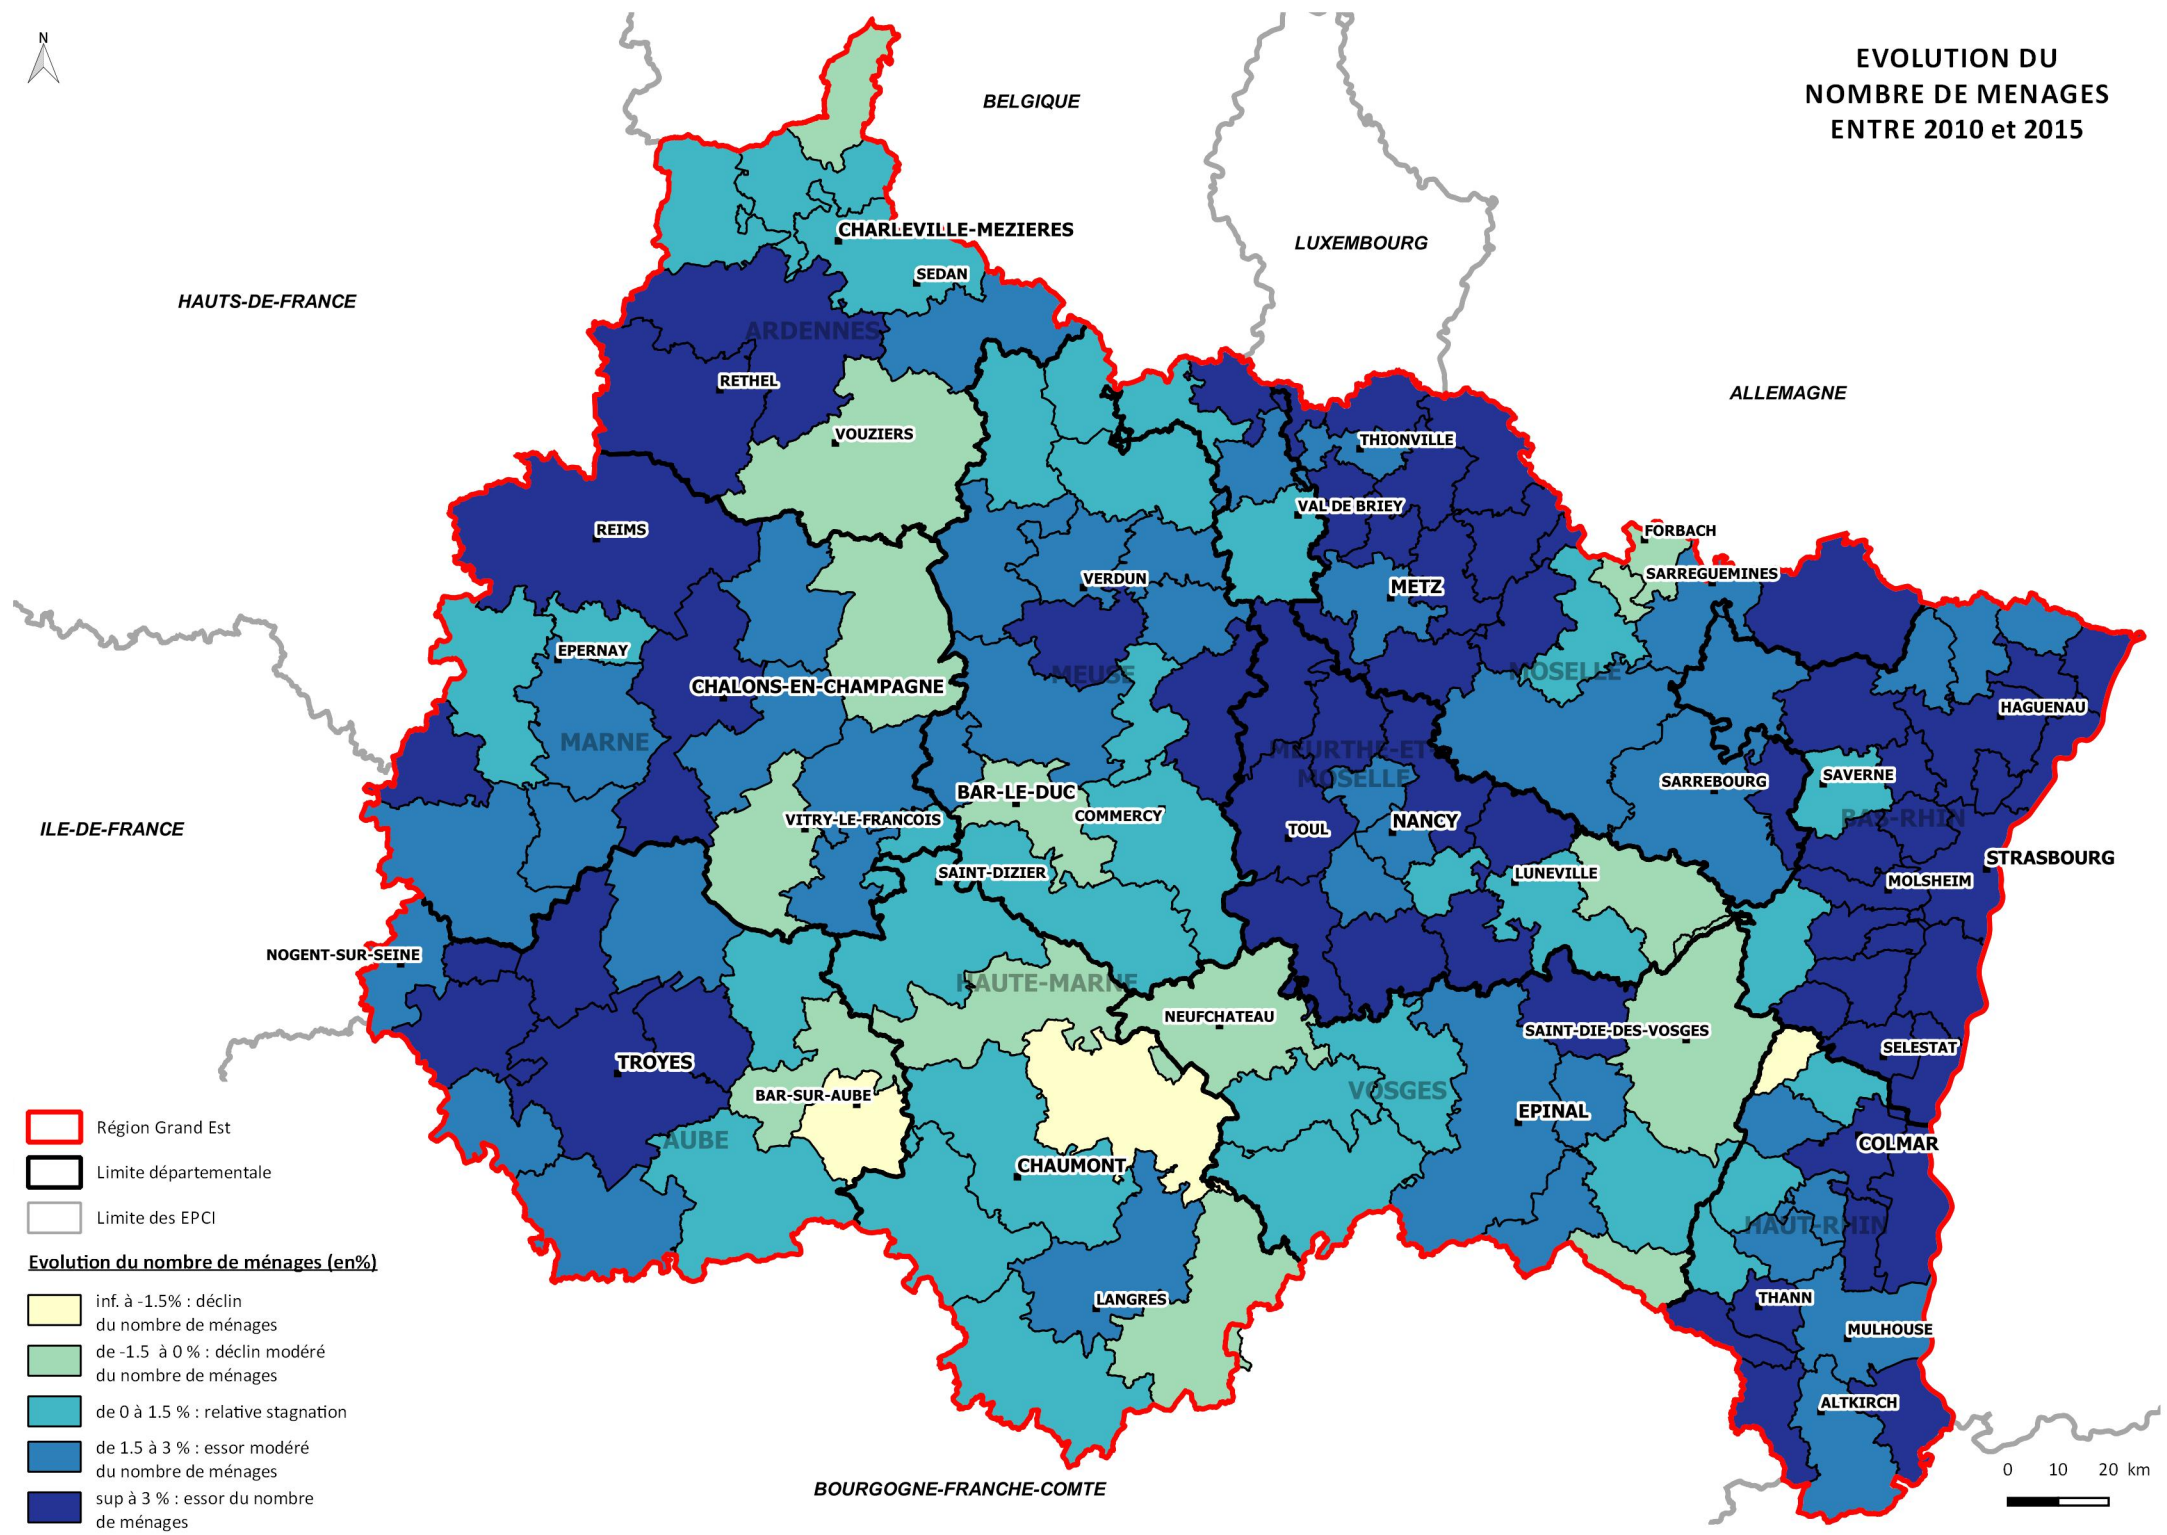 EVOLUTION DU
NOMBRE DE MENAGES
ENTRE 2010 et 2015
N
BELGIQUE
LUXEMBOURG
HAUTS-DE-FRANCE
ALLEMAGNE
ILE-DE-FRANCE
BOURGOGNE-FRANCHE-COMTE
CHARLEVILLE-MEZIERES
SEDAN
ARDENNES
RETHEL
VOUZIERS
THIONVILLE
VAL DE BRIEY
REIMS
FORBACH
SARREGUEMINES
VERDUN
METZ
EPERNAY
MEUSE
MOSELLE
CHALONS-EN-CHAMPAGNE
HAGUENAU
MARNE
MEURTHE-ET-
MOSELLE
SAVERNE
SARREBOURG
BAR-LE-DUC
COMMERCY
VITRY-LE-FRANCOIS
BAS-RHIN
TOUL
NANCY
STRASBOURG
SAINT-DIZIER
LUNEVILLE
MOLSHEIM
NOGENT-SUR-SEINE
HAUTE-MARNE
NEUFCHATEAU
SAINT-DIE-DES-VOSGES
SELESTAT
TROYES
BAR-SUR-AUBE
VOSGES
EPINAL
AUBE
COLMAR
CHAUMONT
HAUT-RHIN
LANGRES
THANN
MULHOUSE
ALTKIRCH
Région Grand Est
Limite départementale
Limite des EPCI
Evolution du nombre de ménages (en%)
inf. à -1.5% : déclin
du nombre de ménages
de -1.5 à 0 % : déclin modéré
du nombre de ménages
de 0 à 1.5 % : relative stagnation
de 1.5 à 3 % : essor modéré
du nombre de ménages
sup à 3 % : essor du nombre
de ménages
0 10 20 km